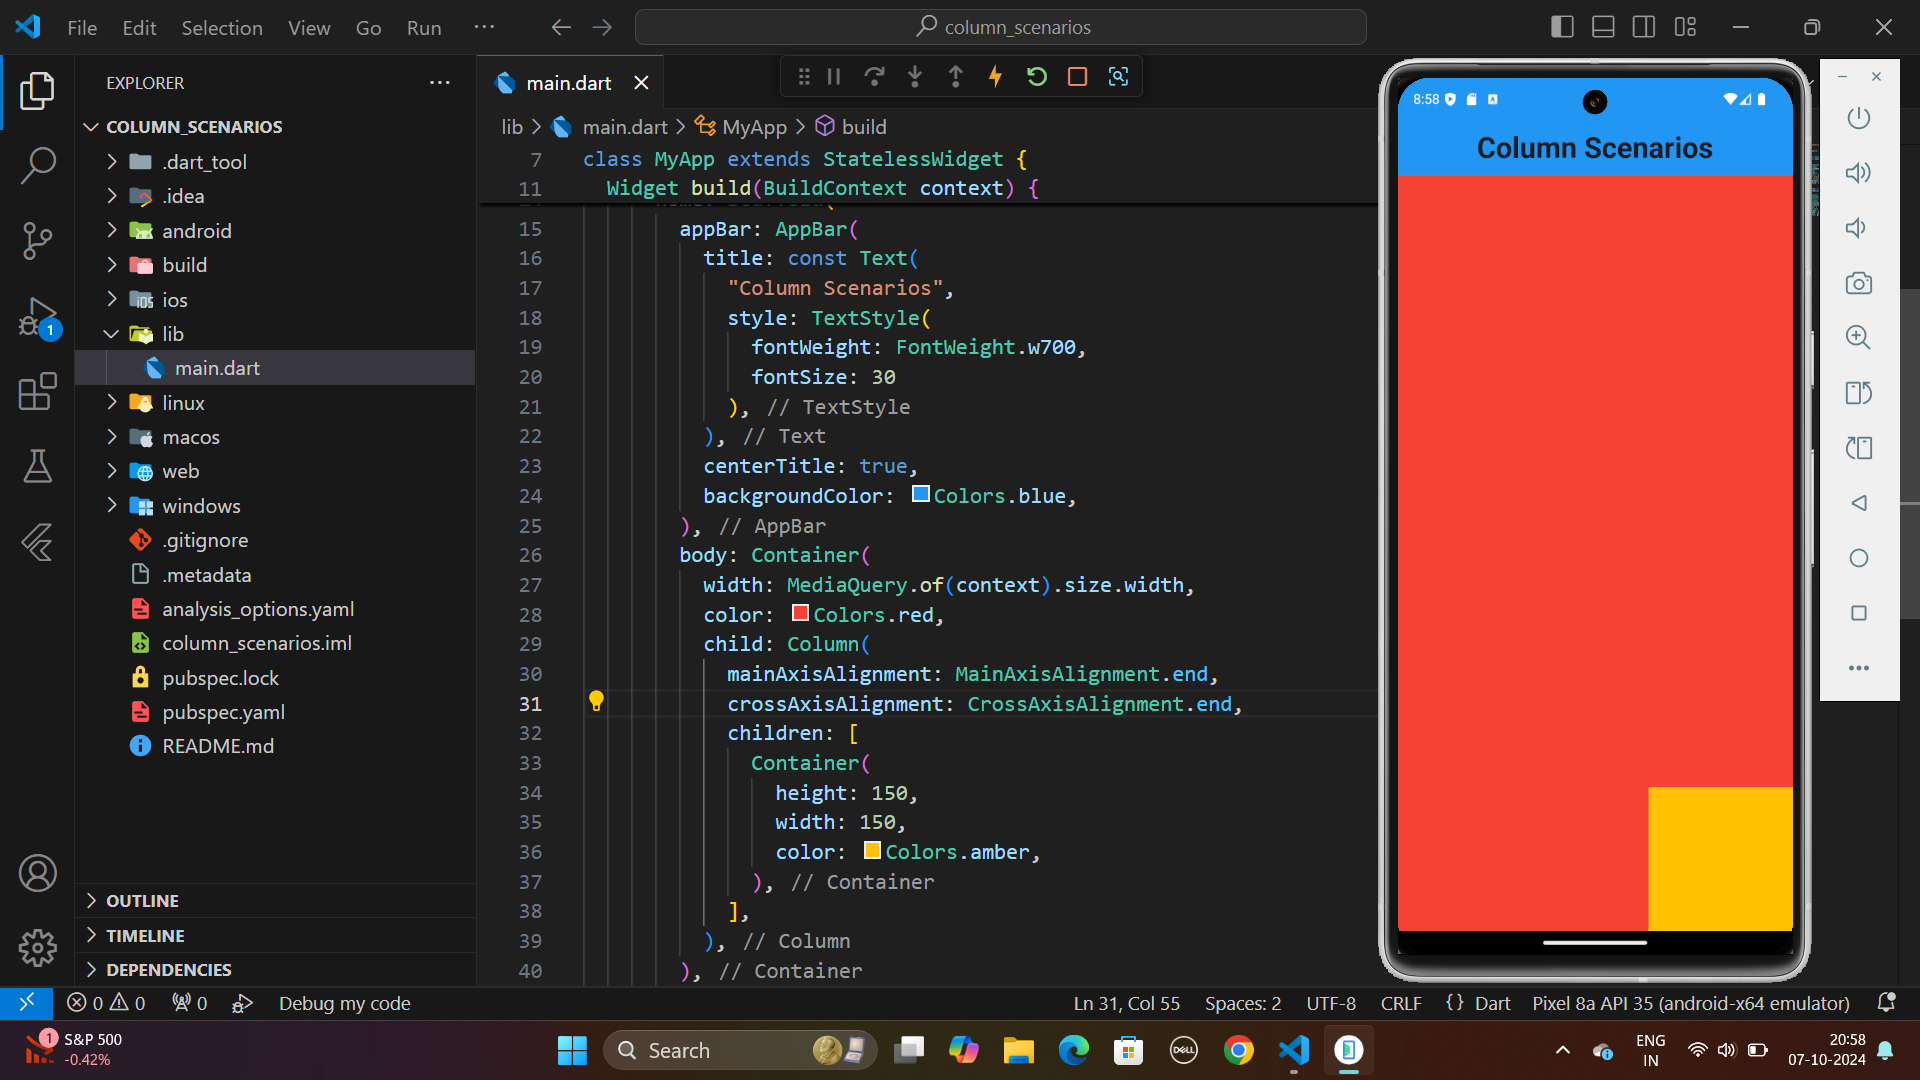 File Edit Selection View Go Run ···
column_scenarios
EXPLORER
COLUMN_SCENARIOS
.dart_tool
.idea
android
build
ios
lib
main.dart
linux
macos
web
windows
.gitignore
.metadata
analysis_options.yaml
column_scenarios.iml
pubspec.lock
pubspec.yaml
README.md
OUTLINE
TIMELINE
DEPENDENCIES
1
main.dart
lib > main.dart > MyApp > build
7 class MyApp extends StatelessWidget {
11 Widget build(BuildContext context) {
15 appBar: AppBar(
16 title: const Text(
17 "Column Scenarios",
18 style: TextStyle(
19 fontWeight: FontWeight.w700,
20 fontSize: 30
21 ), // TextStyle
22 ), // Text
23 centerTitle: true,
24 backgroundColor: Colors.blue,
25 ), // AppBar
26 body: Container(
27 width: MediaQuery.of(context).size.width,
28 color: Colors.red,
29 child: Column(
30 mainAxisAlignment: MainAxisAlignment.end,
31 crossAxisAlignment: CrossAxisAlignment.end,
32 children: [
33 Container(
34 height: 150,
35 width: 150,
36 color: Colors.amber,
37 ), // Container
38 ],
39 ), // Column
40 ), // Container
8:58
Column Scenarios
0 0 0 Debug my code
Ln 31, Col 55 Spaces: 2 UTF-8 CRLF {} Dart Pixel 8a API 35 (android-x64 emulator)
1
S&P 500
-0.42%
Search
DELL
ENG
IN
20:58
07-10-2024